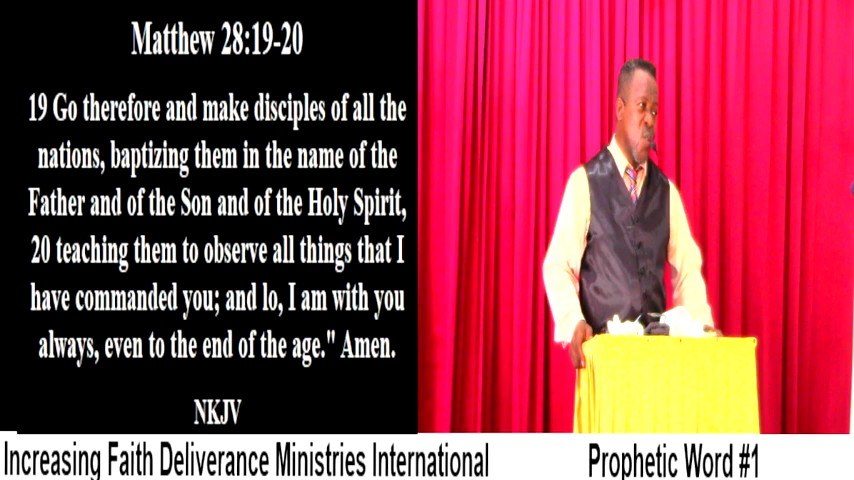 Matthew 28:19-20
19 Go therefore and make disciples of all the
nations, baptizing them in the name of the
Father and of the Son and of the Holy Spirit,
20 teaching them to observe all things that I
have commanded you; and lo, I am with you
always, even to the end of the age." Amen.
NKJV
Increasing Faith Deliverance Ministries International
Prophetic Word #1